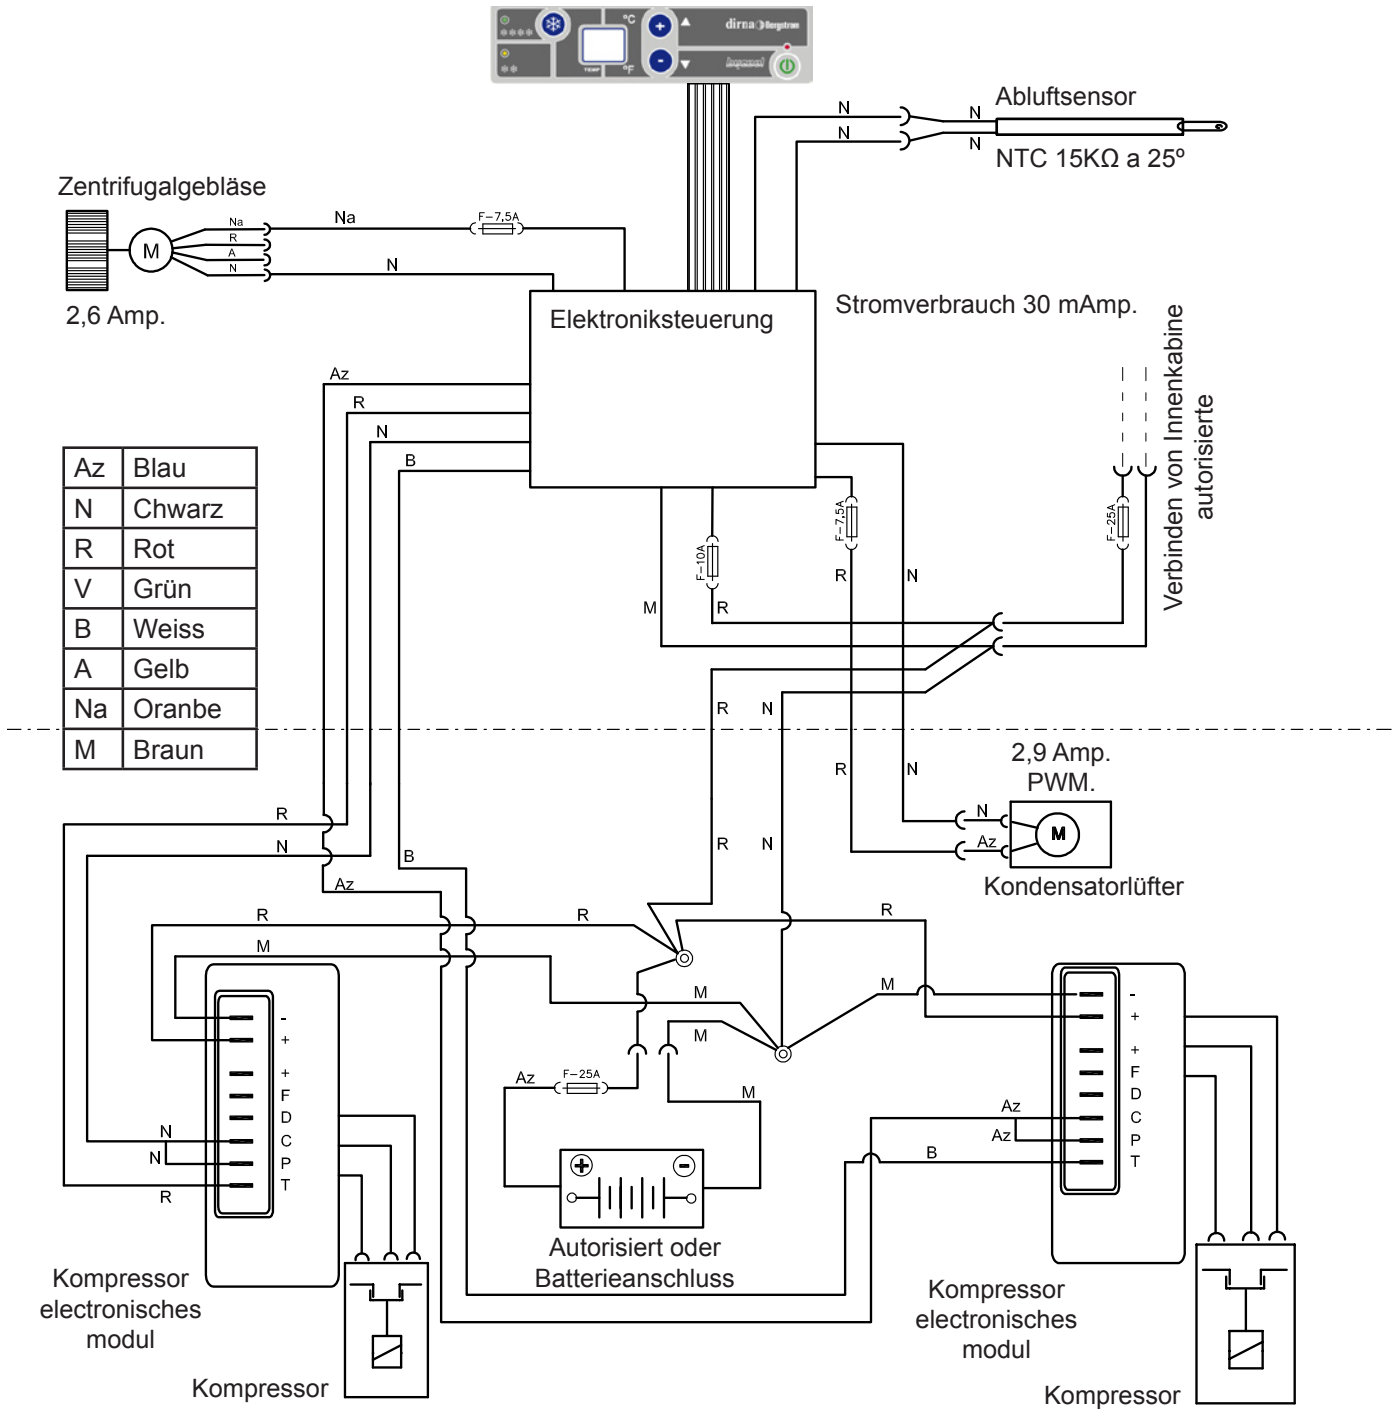 °C
dirna Bergstrom
TEMP
°F
N
Abluftsensor
N
N
N
NTC 15KΩ a 25º
Zentrifugalgebläse
Na
Na
F-7,5A
R
A
N
N
M
2,6 Amp.
Elektroniksteuerung
Stromverbrauch 30 mAmp.
Verbinden von Innenkabine
autorisierte
Az
R
N
B
Az Blau
N Chwarz
R Rot
V Grün
B Weiss
A Gelb
Na Oranbe
M Braun
F-10A
F-7,5A
F-25A
R
N
M
R
R
N
2,9 Amp.
PWM.
R
N
R
N
Az
M
Kondensatorlüfter
R
N
B
Az
R
N
R
R
R
M
M
M
M
-
+
+
F
D
C
P
T
N
N
R
Az
F-25A
M
+
-
Autorisiert oder
Batterieanschluss
-
+
+
F
D
C
P
T
Az
Az
B
Kompressor
electronisches
modul
Kompressor
Kompressor
electronisches
modul
Kompressor